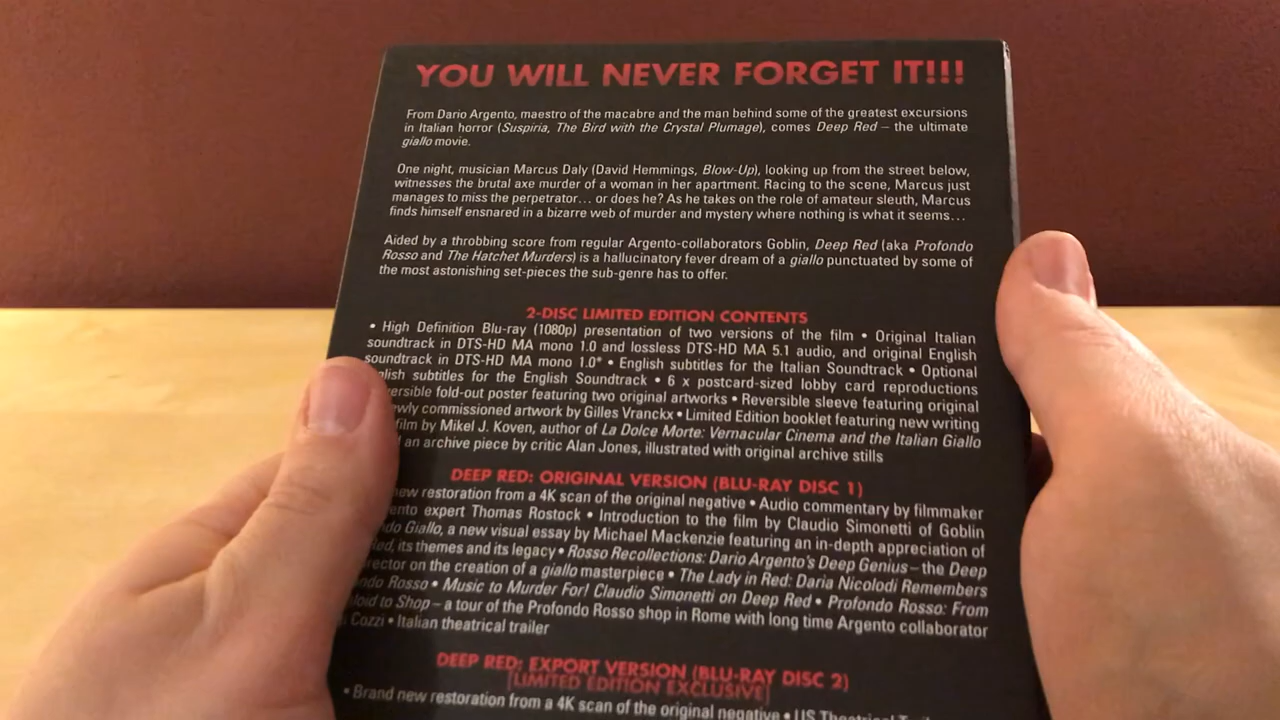 YOU WILL NEVER FORGET IT!!!
From Dario Argento, maestro of the macabre and the man behind some of the greatest excursions
in Italian horror (Suspiria, The Bird with the Crystal Plumage), comes Deep Red – the ultimate
giallo movie.
One night, musician Marcus Daly (David Hemmings, Blow-Up), looking up from the street below,
witnesses the brutal axe murder of a woman in her apartment. Racing to the scene, Marcus just
manages to miss the perpetrator… or does he? As he takes on the role of amateur sleuth, Marcus
finds himself ensnared in a bizarre web of murder and mystery where nothing is what it seems…
Aided by a throbbing score from regular Argento-collaborators Goblin, Deep Red (aka Profondo
Rosso and The Hatchet Murders) is a hallucinatory fever dream of a giallo punctuated by some of
the most astonishing set-pieces the sub-genre has to offer.
2-DISC LIMITED EDITION CONTENTS
• High Definition Blu-ray (1080p) presentation of two versions of the film • Original Italian
soundtrack in DTS-HD MA mono 1.0 and lossless DTS-HD MA 5.1 audio, and original English
soundtrack in DTS-HD MA mono 1.0* • English subtitles for the Italian Soundtrack • Optional
subtitles for the English Soundtrack • 6 x postcard-sized lobby card reproductions
fold-out poster featuring two original artworks • Reversible sleeve featuring original
commissioned artwork by Gilles Vranckx • Limited Edition booklet featuring new writing
film by Mikel J. Koven, author of La Dolce Morte: Vernacular Cinema and the Italian Giallo
an archive piece by critic Alan Jones, illustrated with original archive stills
DEEP RED: ORIGINAL VERSION (BLU-RAY DISC 1)
new restoration from a 4K scan of the original negative • Audio commentary by filmmaker
expert Thomas Rostock • Introduction to the film by Claudio Simonetti of Goblin
Giallo, a new visual essay by Michael Mackenzie featuring an in-depth appreciation of
its themes and its legacy • Rosso Recollections: Dario Argento's Deep Genius – the Deep
on the creation of a giallo masterpiece • The Lady in Red: Daria Nicolodi Remembers
Rosso • Music to Murder For! Claudio Simonetti on Deep Red • Profondo Rosso: From
to Shop – a tour of the Profondo Rosso shop in Rome with long time Argento collaborator
Cozzi • Italian theatrical trailer
DEEP RED: EXPORT VERSION (BLU-RAY DISC 2)
[LIMITED EDITION EXCLUSIVE]
• Brand new restoration from a 4K scan of the original negative • US Theatrical